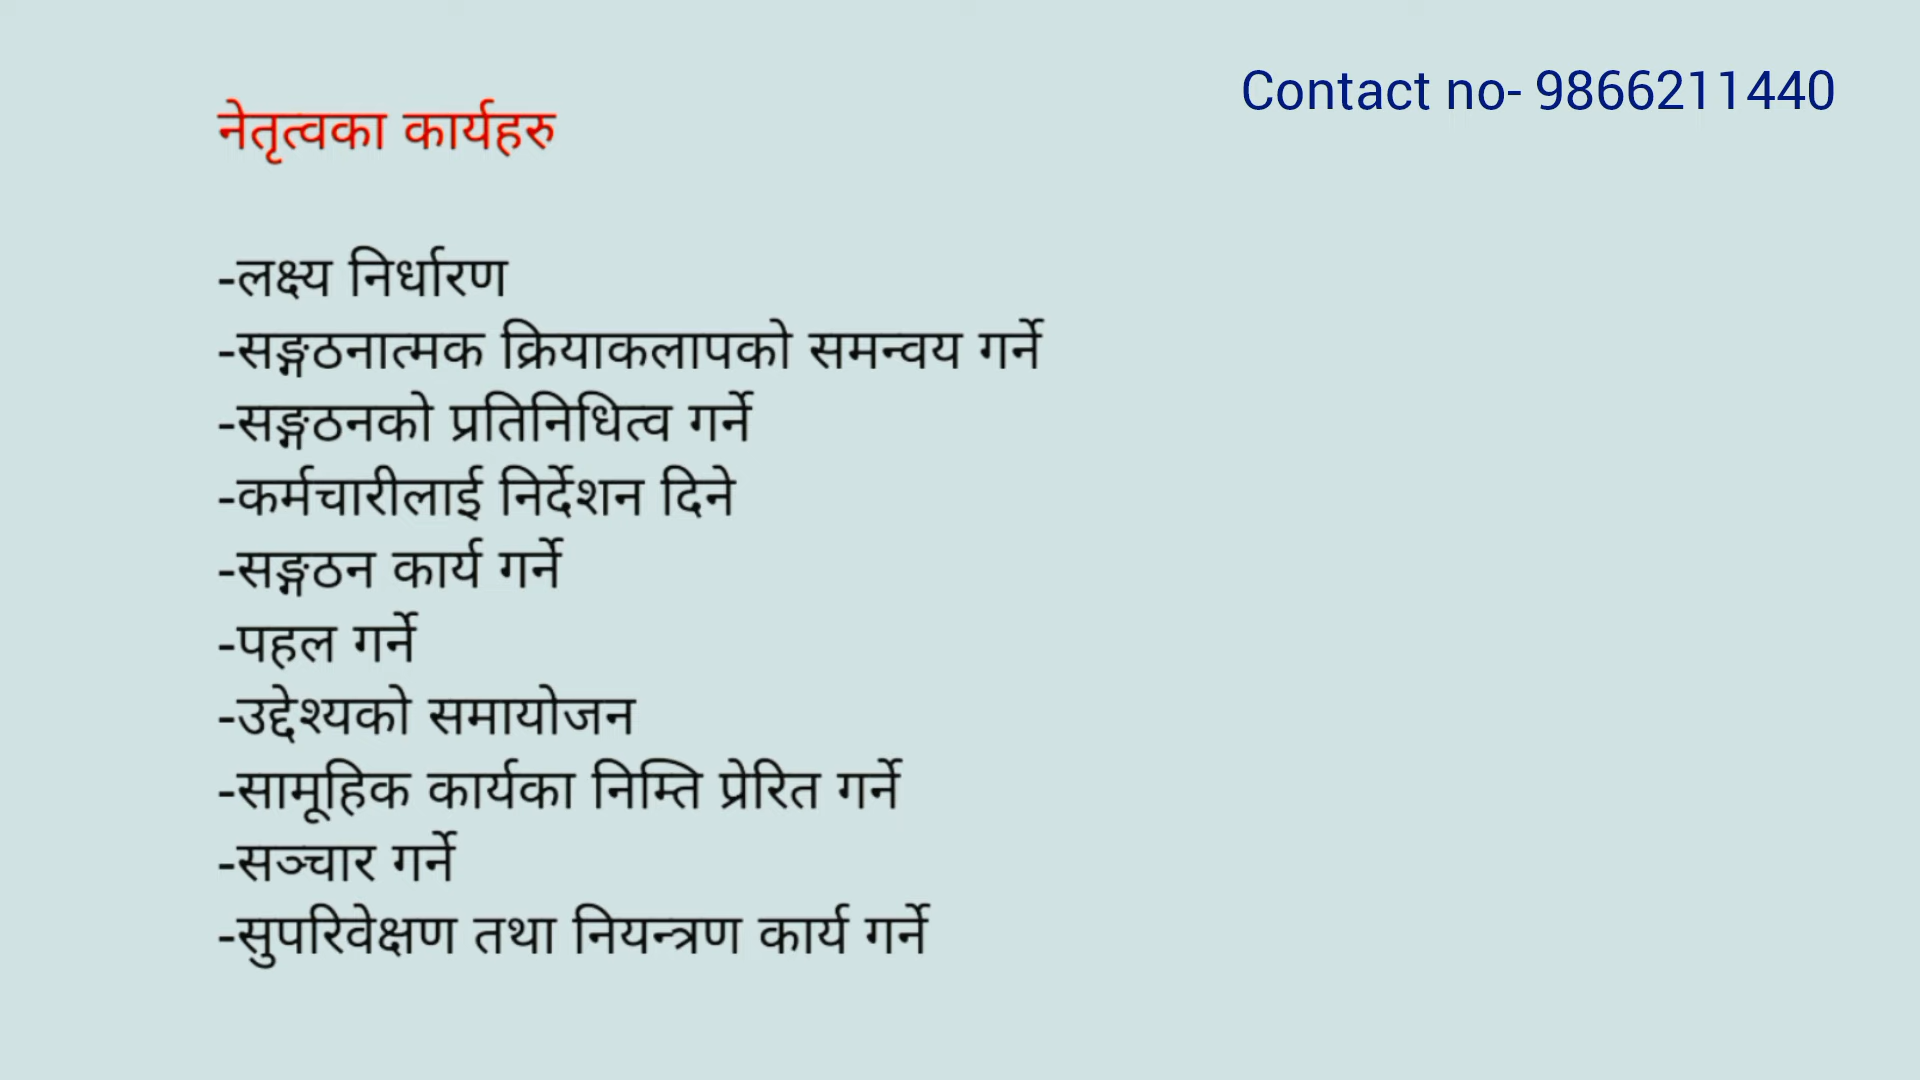 Contact no- 9866211440
नेतृत्वका कार्यहरु
-लक्ष्य निर्धारण
-सङ्गठनात्मक क्रियाकलापको समन्वय गर्ने
-सङ्गठनको प्रतिनिधित्व गर्ने
-कर्मचारीलाई निर्देशन दिने
-सङ्गठन कार्य गर्ने
-पहल गर्ने
-उद्देश्यको समायोजन
-सामूहिक कार्यका निम्ति प्रेरित गर्ने
-सञ्चार गर्ने
-सुपरिवेक्षण तथा नियन्त्रण कार्य गर्ने